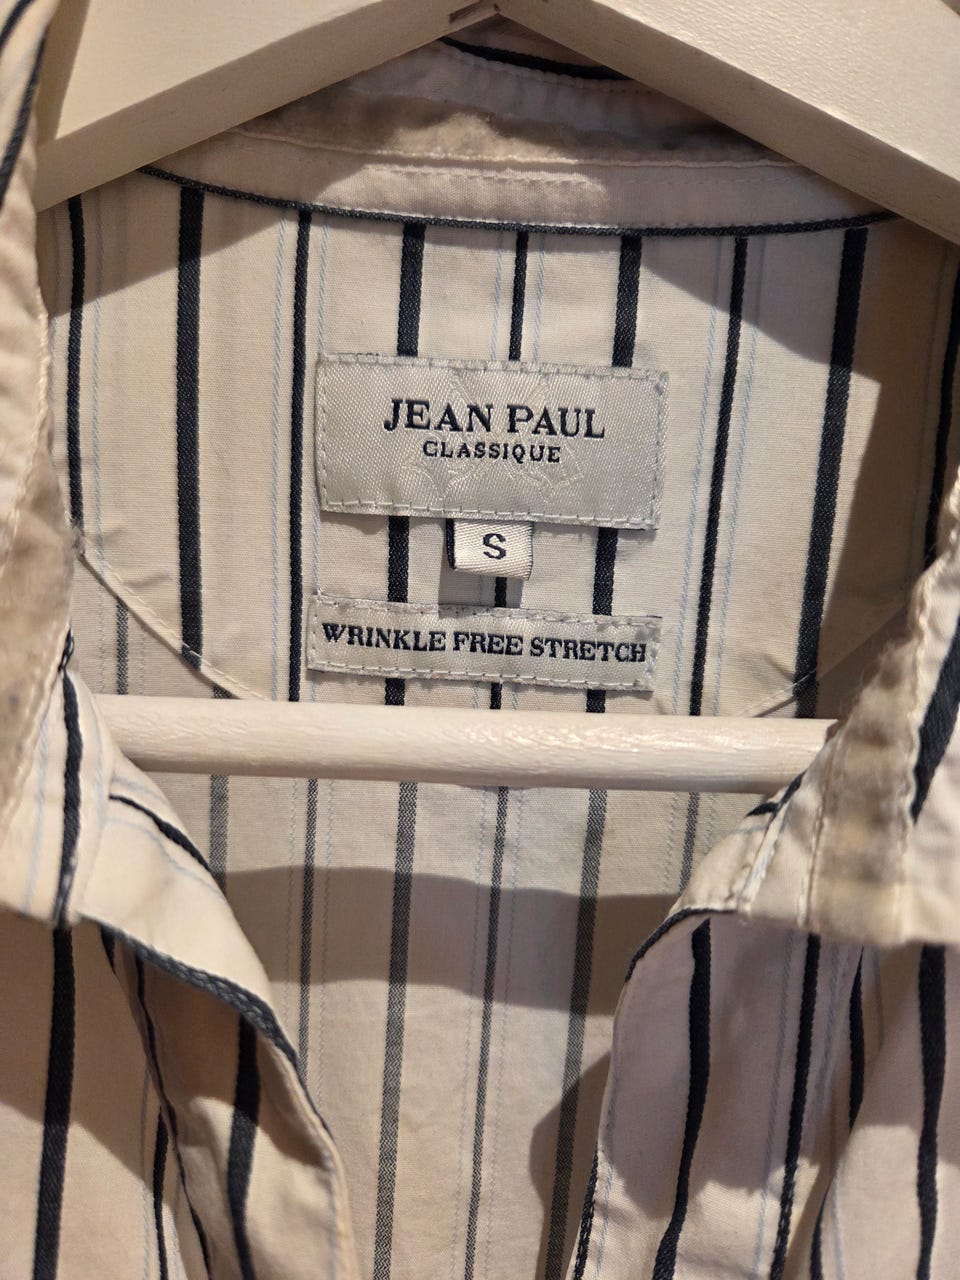 JEAN PAUL
CLASSIQUE
S
WRINKLE FREE STRETCH